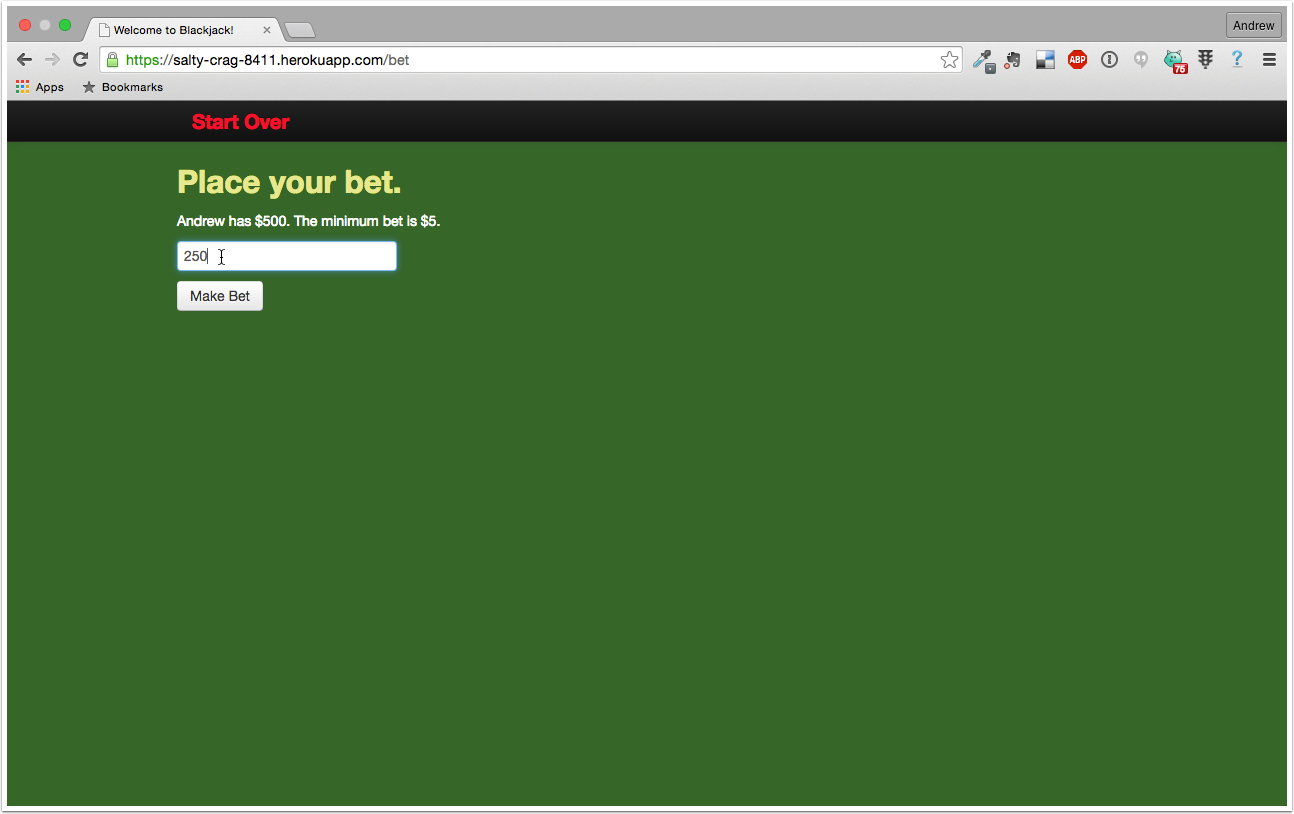 Welcome to Blackjack!
Andrew
https://salty-crag-8411.herokuapp.com/bet
ABP
75
?
Apps
Bookmarks
Start Over
Place your bet.
Andrew has $500. The minimum bet is $5.
250
Make Bet